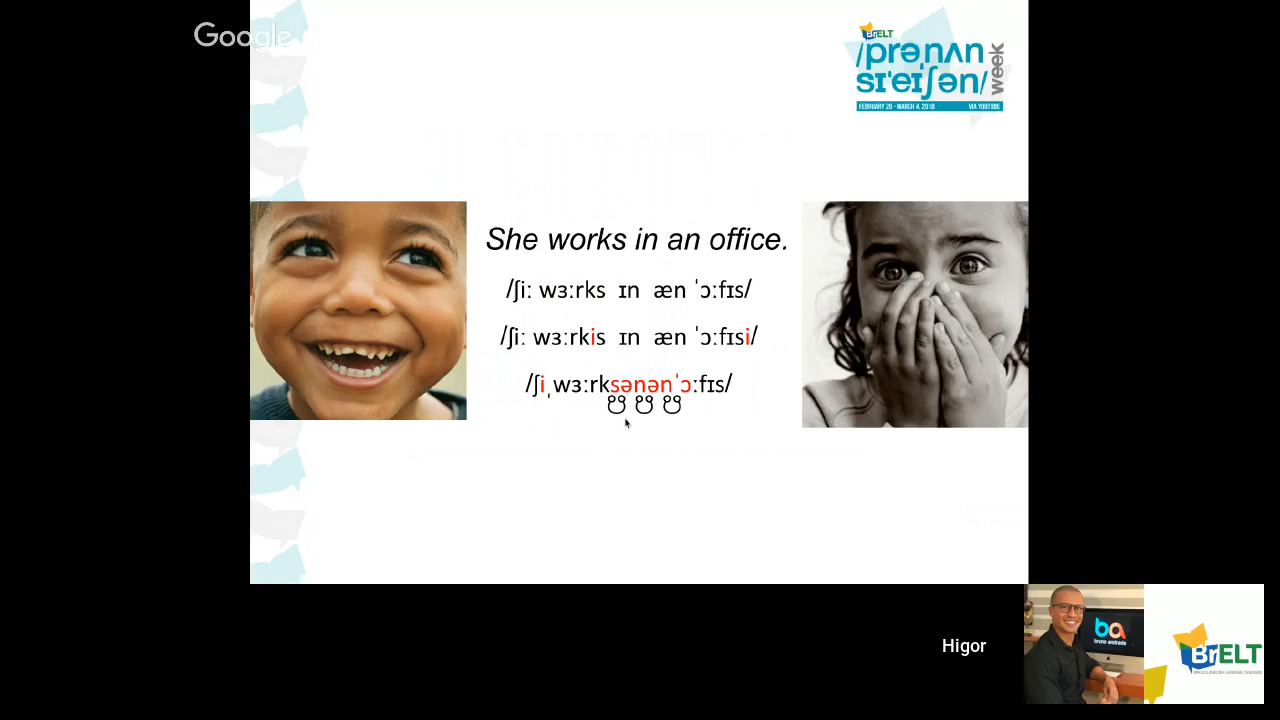 Google
BrELT
/prəˈnʌn
sɪˈeɪʃən/
week
FEBRUARY 26 - MARCH 4, 2018 VIA YOUTUBE
She works in an office.
/ʃiː wɜːrks ɪn æn ˈɔːfɪs/
/ʃiː wɜːrkis ɪn æn ˈɔːfɪsi/
/ʃiˌwɜːrksənənˈɔːfɪs/
Higor
ba
bruno andrade
BrELT